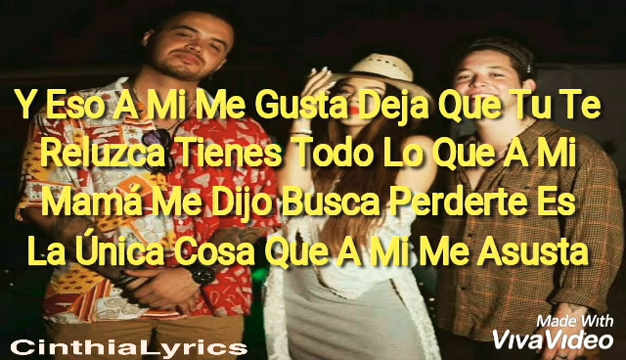 Y Eso A Mi Me Gusta Deja Que Tu Te
Reluzca Tienes Todo Lo Que A Mi
Mamá Me Dijo Busca Perderte Es
La Única Cosa Que A Mi Me Asusta
CinthiaLyrics
Made With
VivaVideo